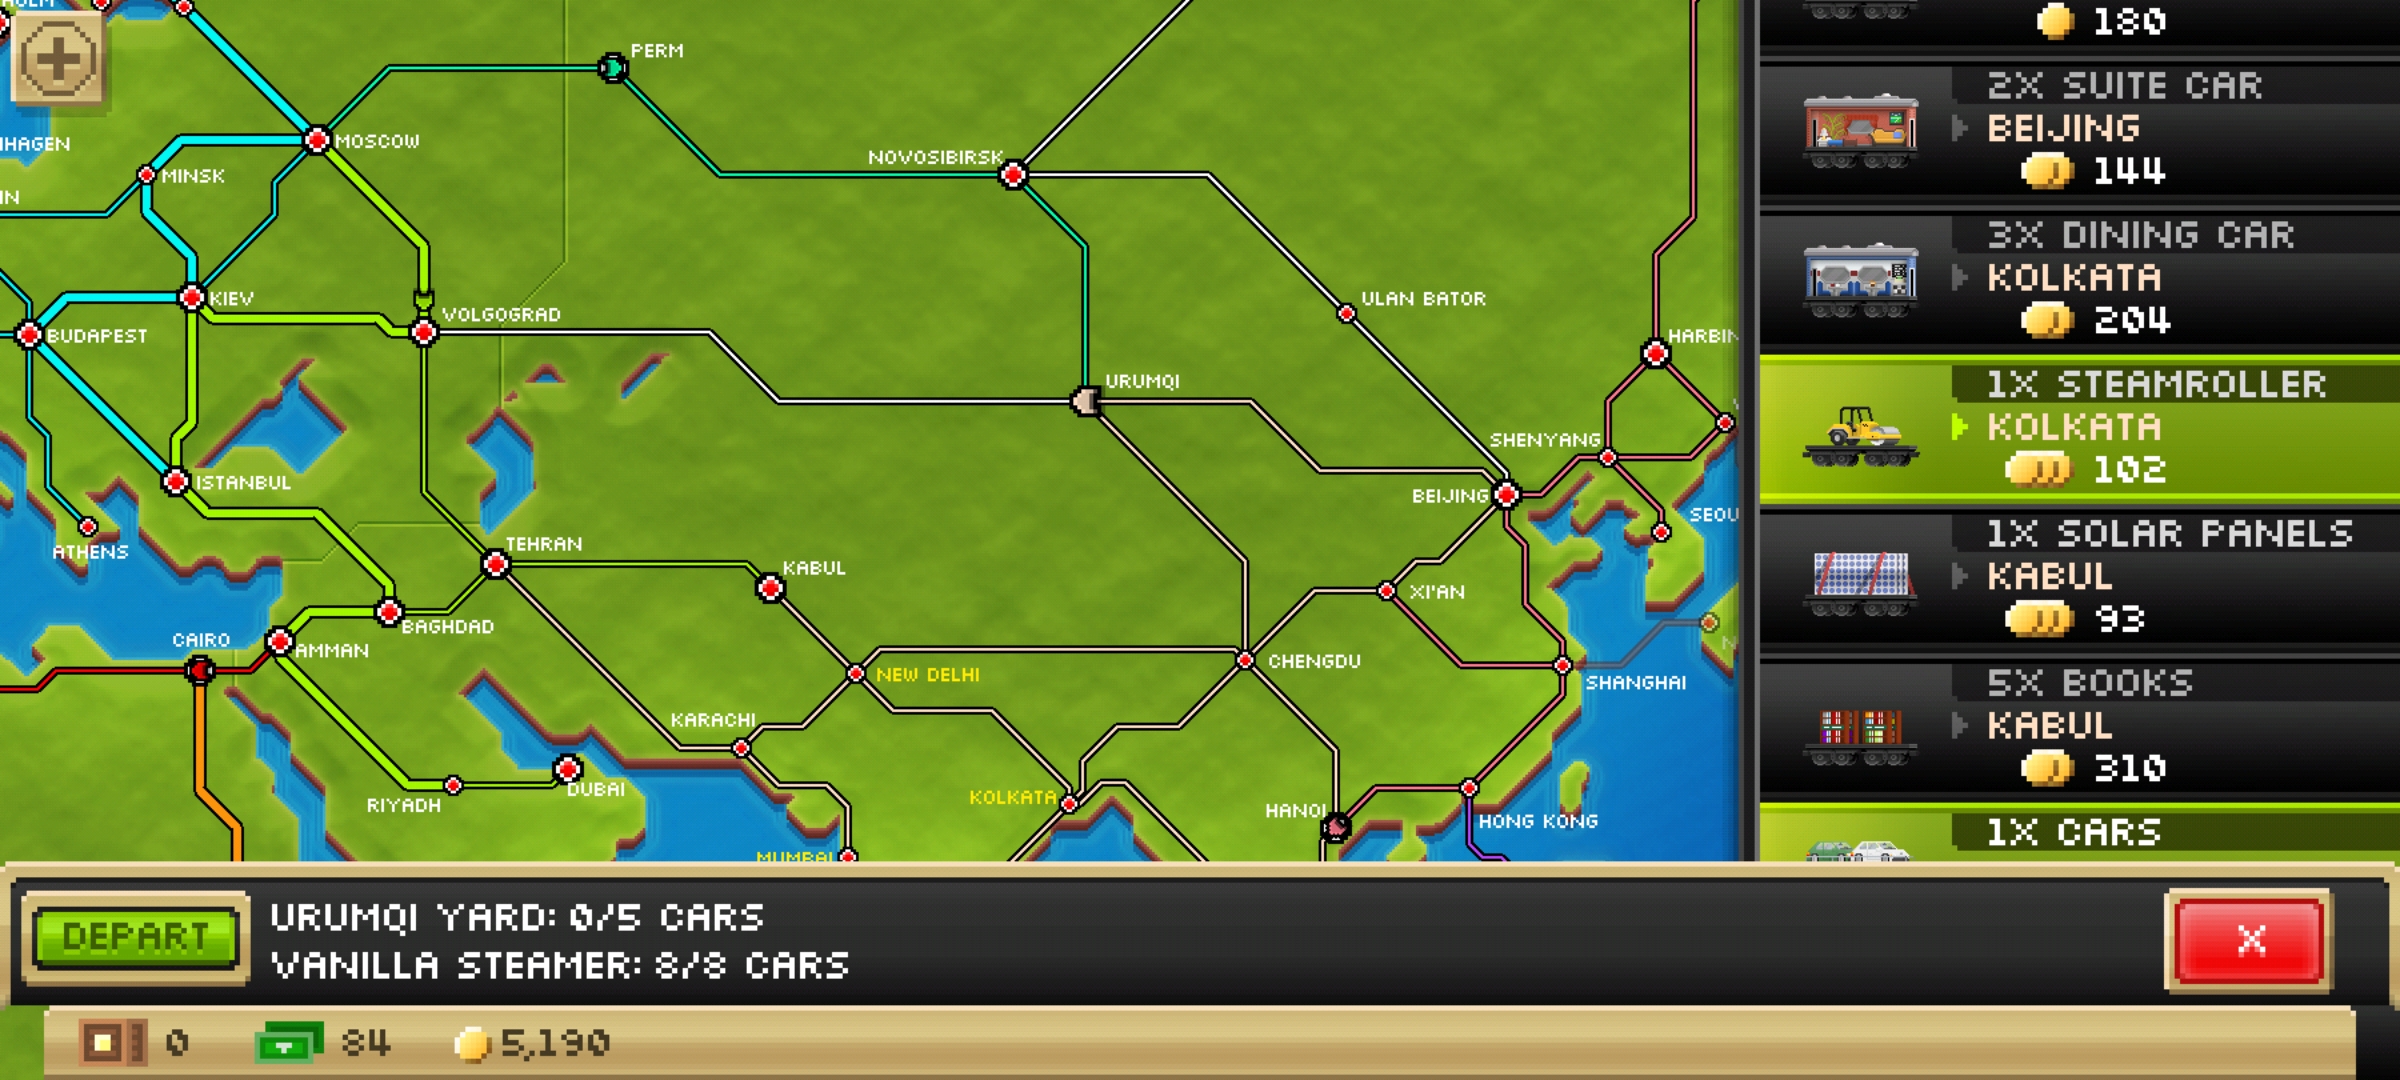 PERM
MOSCOW
HAGEN
NOVOSIBIRSK
MINSK
IN
ULAN BATOR
KIEV
VOLGOGRAD
BUDAPEST
HARBIN
URUMQI
SHENYANG
ISTANBUL
BEIJING
SEOU
ATHENS
TEHRAN
KABUL
XI'AN
BAGHDAD
CAIRO
AMMAN
CHENGDU
NEW DELHI
SHANGHAI
KARACHI
DUBAI
RIYADH
KOLKATA
HANOI
HONG KONG
MUMBAI
180
2X SUITE CAR
BEIJING
144
3X DINING CAR
KOLKATA
204
1X STEAMROLLER
KOLKATA
102
1X SOLAR PANELS
KABUL
93
5X BOOKS
KABUL
310
1X CARS
DEPART
URUMQI YARD: 0/5 CARS
VANILLA STEAMER: 8/8 CARS
X
0
84
5,190